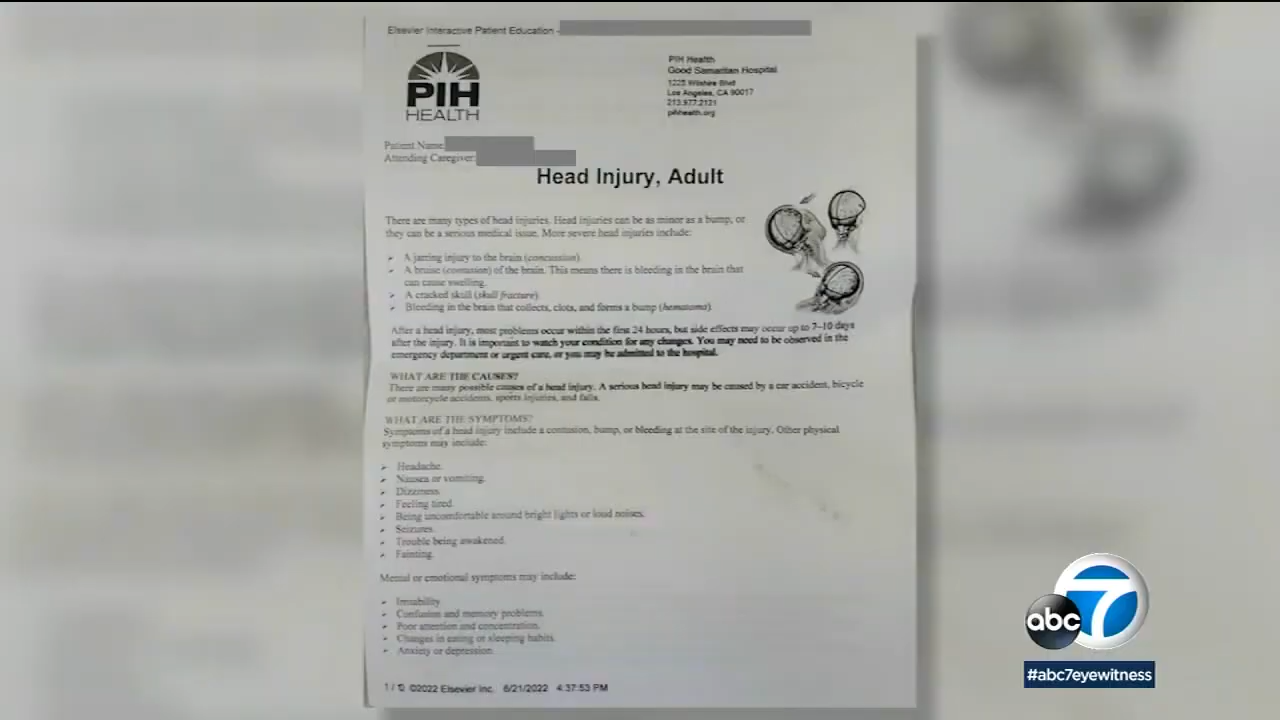 Elsevier Interactive Patient Education -
PIH
HEALTH
PIH Health
Good Samaritan Hospital
1225 Wilshire Blvd
Los Angeles, CA 90017
213.977.2121
pihhealth.org
Patient Name:
Attending Caregiver:
Head Injury, Adult
There are many types of head injuries. Head injuries can be as minor as a bump, or
they can be a serious medical issue. More severe head injuries include:
➢ A jarring injury to the brain (concussion).
➢ A bruise (contusion) of the brain. This means there is bleeding in the brain that
can cause swelling.
➢ A cracked skull (skull fracture).
➢ Bleeding in the brain that collects, clots, and forms a bump (hematoma).
After a head injury, most problems occur within the first 24 hours, but side effects may occur up to 7–10 days
after the injury. It is important to watch your condition for any changes. You may need to be observed in the
emergency department or urgent care, or you may be admitted to the hospital.
WHAT ARE THE CAUSES?
There are many possible causes of a head injury. A serious head injury may be caused by a car accident, bicycle
or motorcycle accidents, sports injuries, and falls.
WHAT ARE THE SYMPTOMS?
Symptoms of a head injury include a contusion, bump, or bleeding at the site of the injury. Other physical
symptoms may include:
➢ Headache.
➢ Nausea or vomiting.
➢ Dizziness.
➢ Feeling tired.
➢ Being uncomfortable around bright lights or loud noises.
➢ Seizures.
➢ Trouble being awakened.
➢ Fainting.
Mental or emotional symptoms may include:
➢ Irritability.
➢ Confusion and memory problems.
➢ Poor attention and concentration.
➢ Changes in eating or sleeping habits.
➢ Anxiety or depression.
1 / ©2022 Elsevier Inc. 6/21/2022 4:37:53 PM
abc 7
#abc7eyewitness